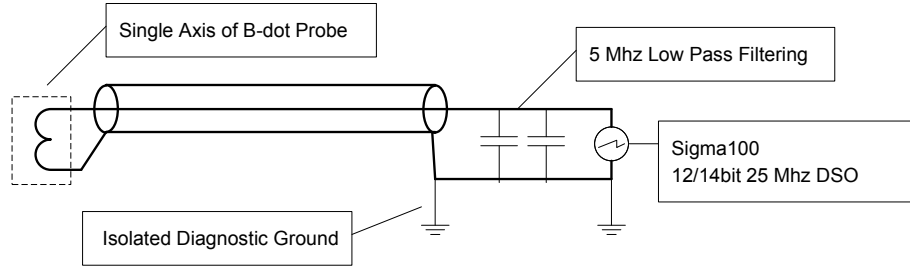 Single Axis of B-dot Probe
5 Mhz Low Pass Filtering
Sigma100
12/14bit 25 Mhz DSO
Isolated Diagnostic Ground